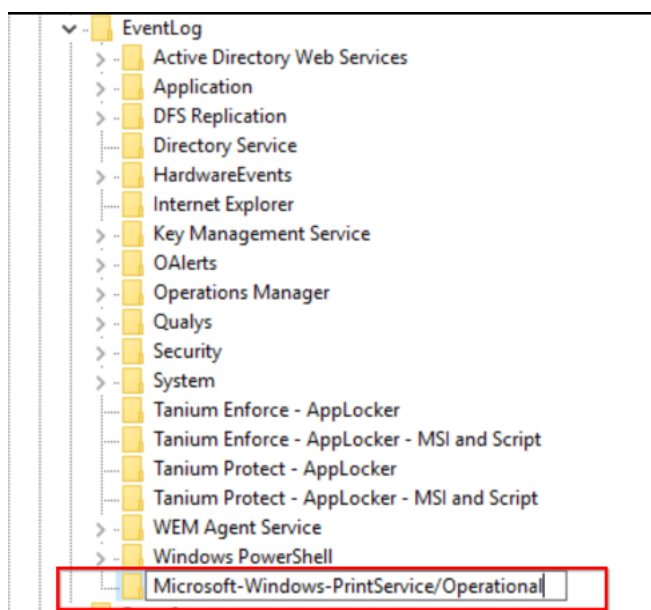 EventLog
Active Directory Web Services
Application
DFS Replication
Directory Service
HardwareEvents
Internet Explorer
Key Management Service
OAlerts
Operations Manager
Qualys
Security
System
Tanium Enforce - AppLocker
Tanium Enforce - AppLocker - MSI and Script
Tanium Protect - AppLocker
Tanium Protect - AppLocker - MSI and Script
WEM Agent Service
Windows PowerShell
Microsoft-Windows-PrintService/Operational